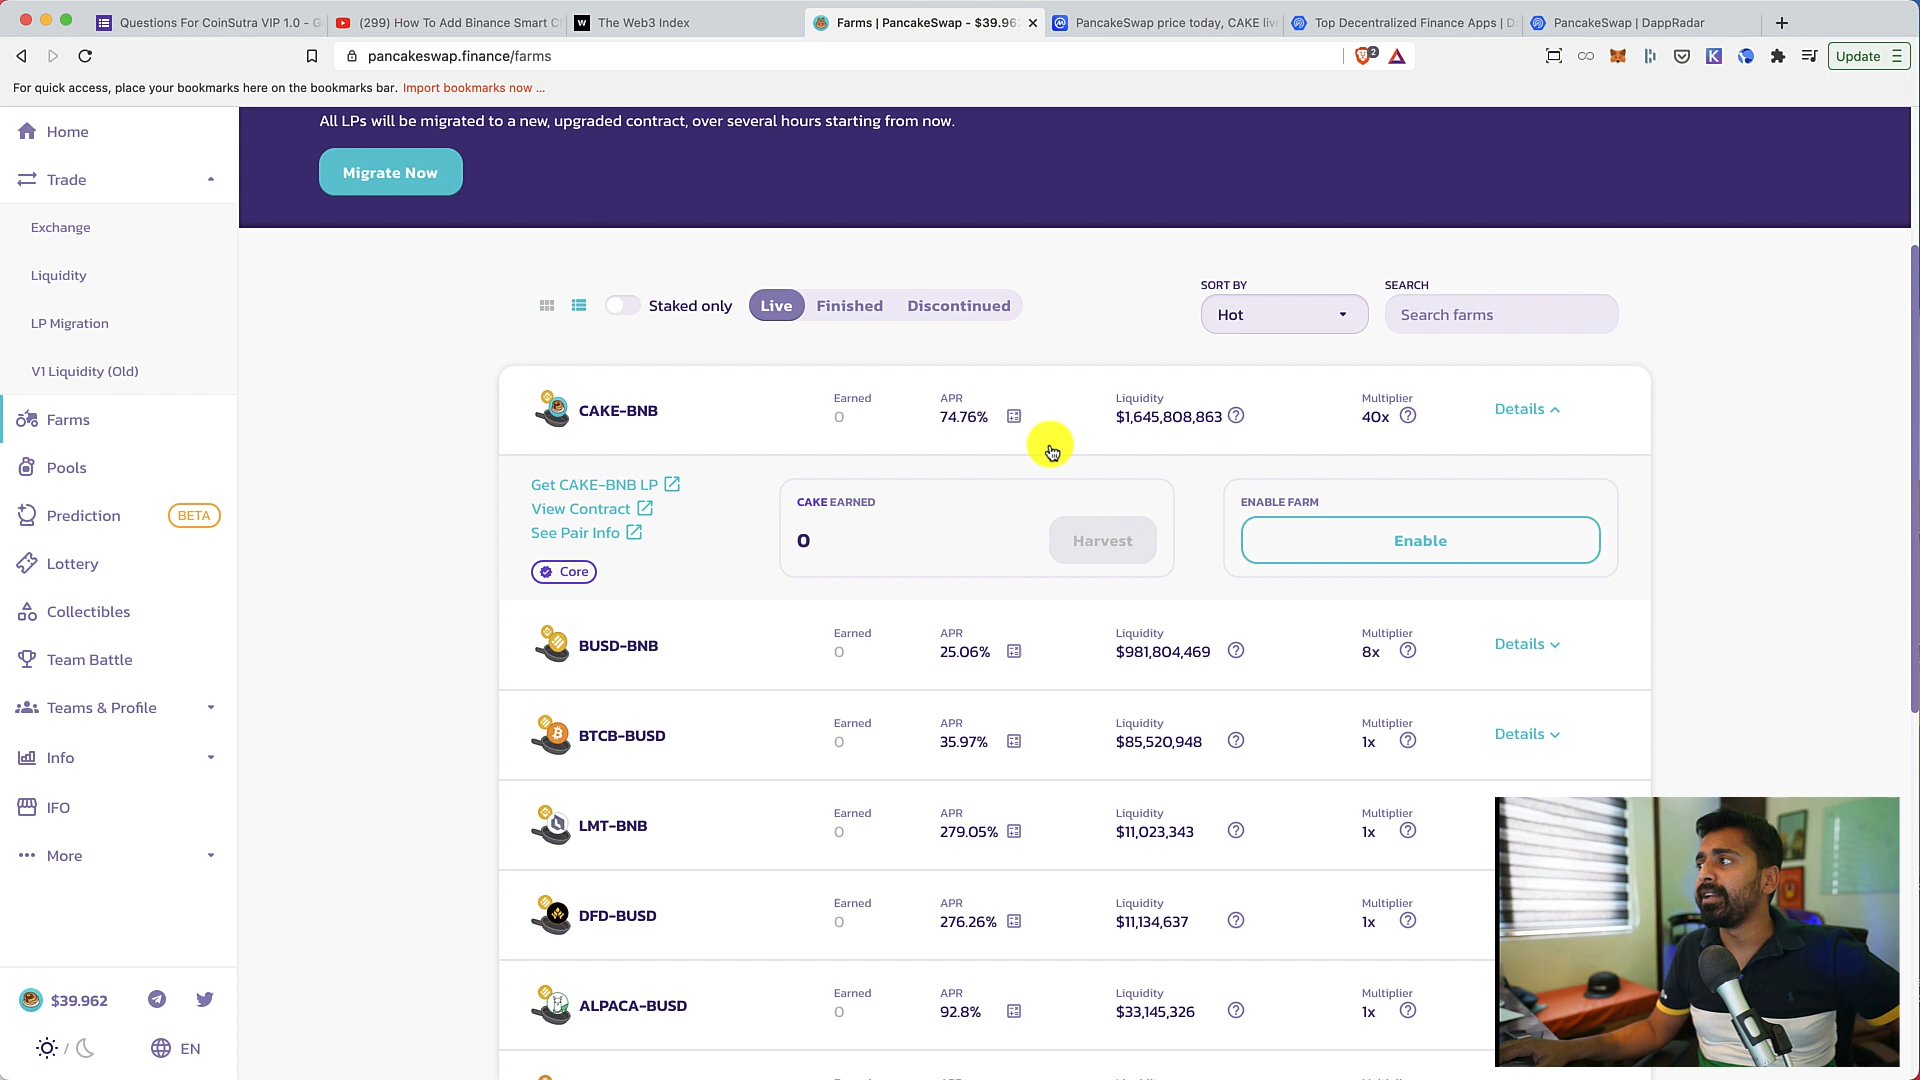 Questions For CoinSutra VIP 1.0 - G
(299) How To Add Binance Smart C
The Web3 Index
Farms | PancakeSwap - $39.96
PancakeSwap price today, CAKE liv
Top Decentralized Finance Apps | D
PancakeSwap | DappRadar
pancakeswap.finance/farms
2
Update
For quick access, place your bookmarks here on the bookmarks bar. Import bookmarks now ...
Home
Trade
Exchange
Liquidity
LP Migration
V1 Liquidity (Old)
Farms
Pools
Prediction
BETA
Lottery
Collectibles
Team Battle
Teams & Profile
Info
IFO
More
$39.962
EN
All LPs will be migrated to a new, upgraded contract, over several hours starting from now.
Migrate Now
Staked only
Live
Finished
Discontinued
SORT BY
Hot
SEARCH
Search farms
CAKE-BNB
Earned
0
APR
74.76%
Liquidity
$1,645,808,863
Multiplier
40x
Details
Get CAKE-BNB LP
View Contract
See Pair Info
Core
CAKE EARNED
0
Harvest
ENABLE FARM
Enable
BUSD-BNB
Earned
0
APR
25.06%
Liquidity
$981,804,469
Multiplier
8x
Details
BTCB-BUSD
Earned
0
APR
35.97%
Liquidity
$85,520,948
Multiplier
1x
Details
LMT-BNB
Earned
0
APR
279.05%
Liquidity
$11,023,343
Multiplier
1x
DFD-BUSD
Earned
0
APR
276.26%
Liquidity
$11,134,637
Multiplier
1x
ALPACA-BUSD
Earned
0
APR
92.8%
Liquidity
$33,145,326
Multiplier
1x